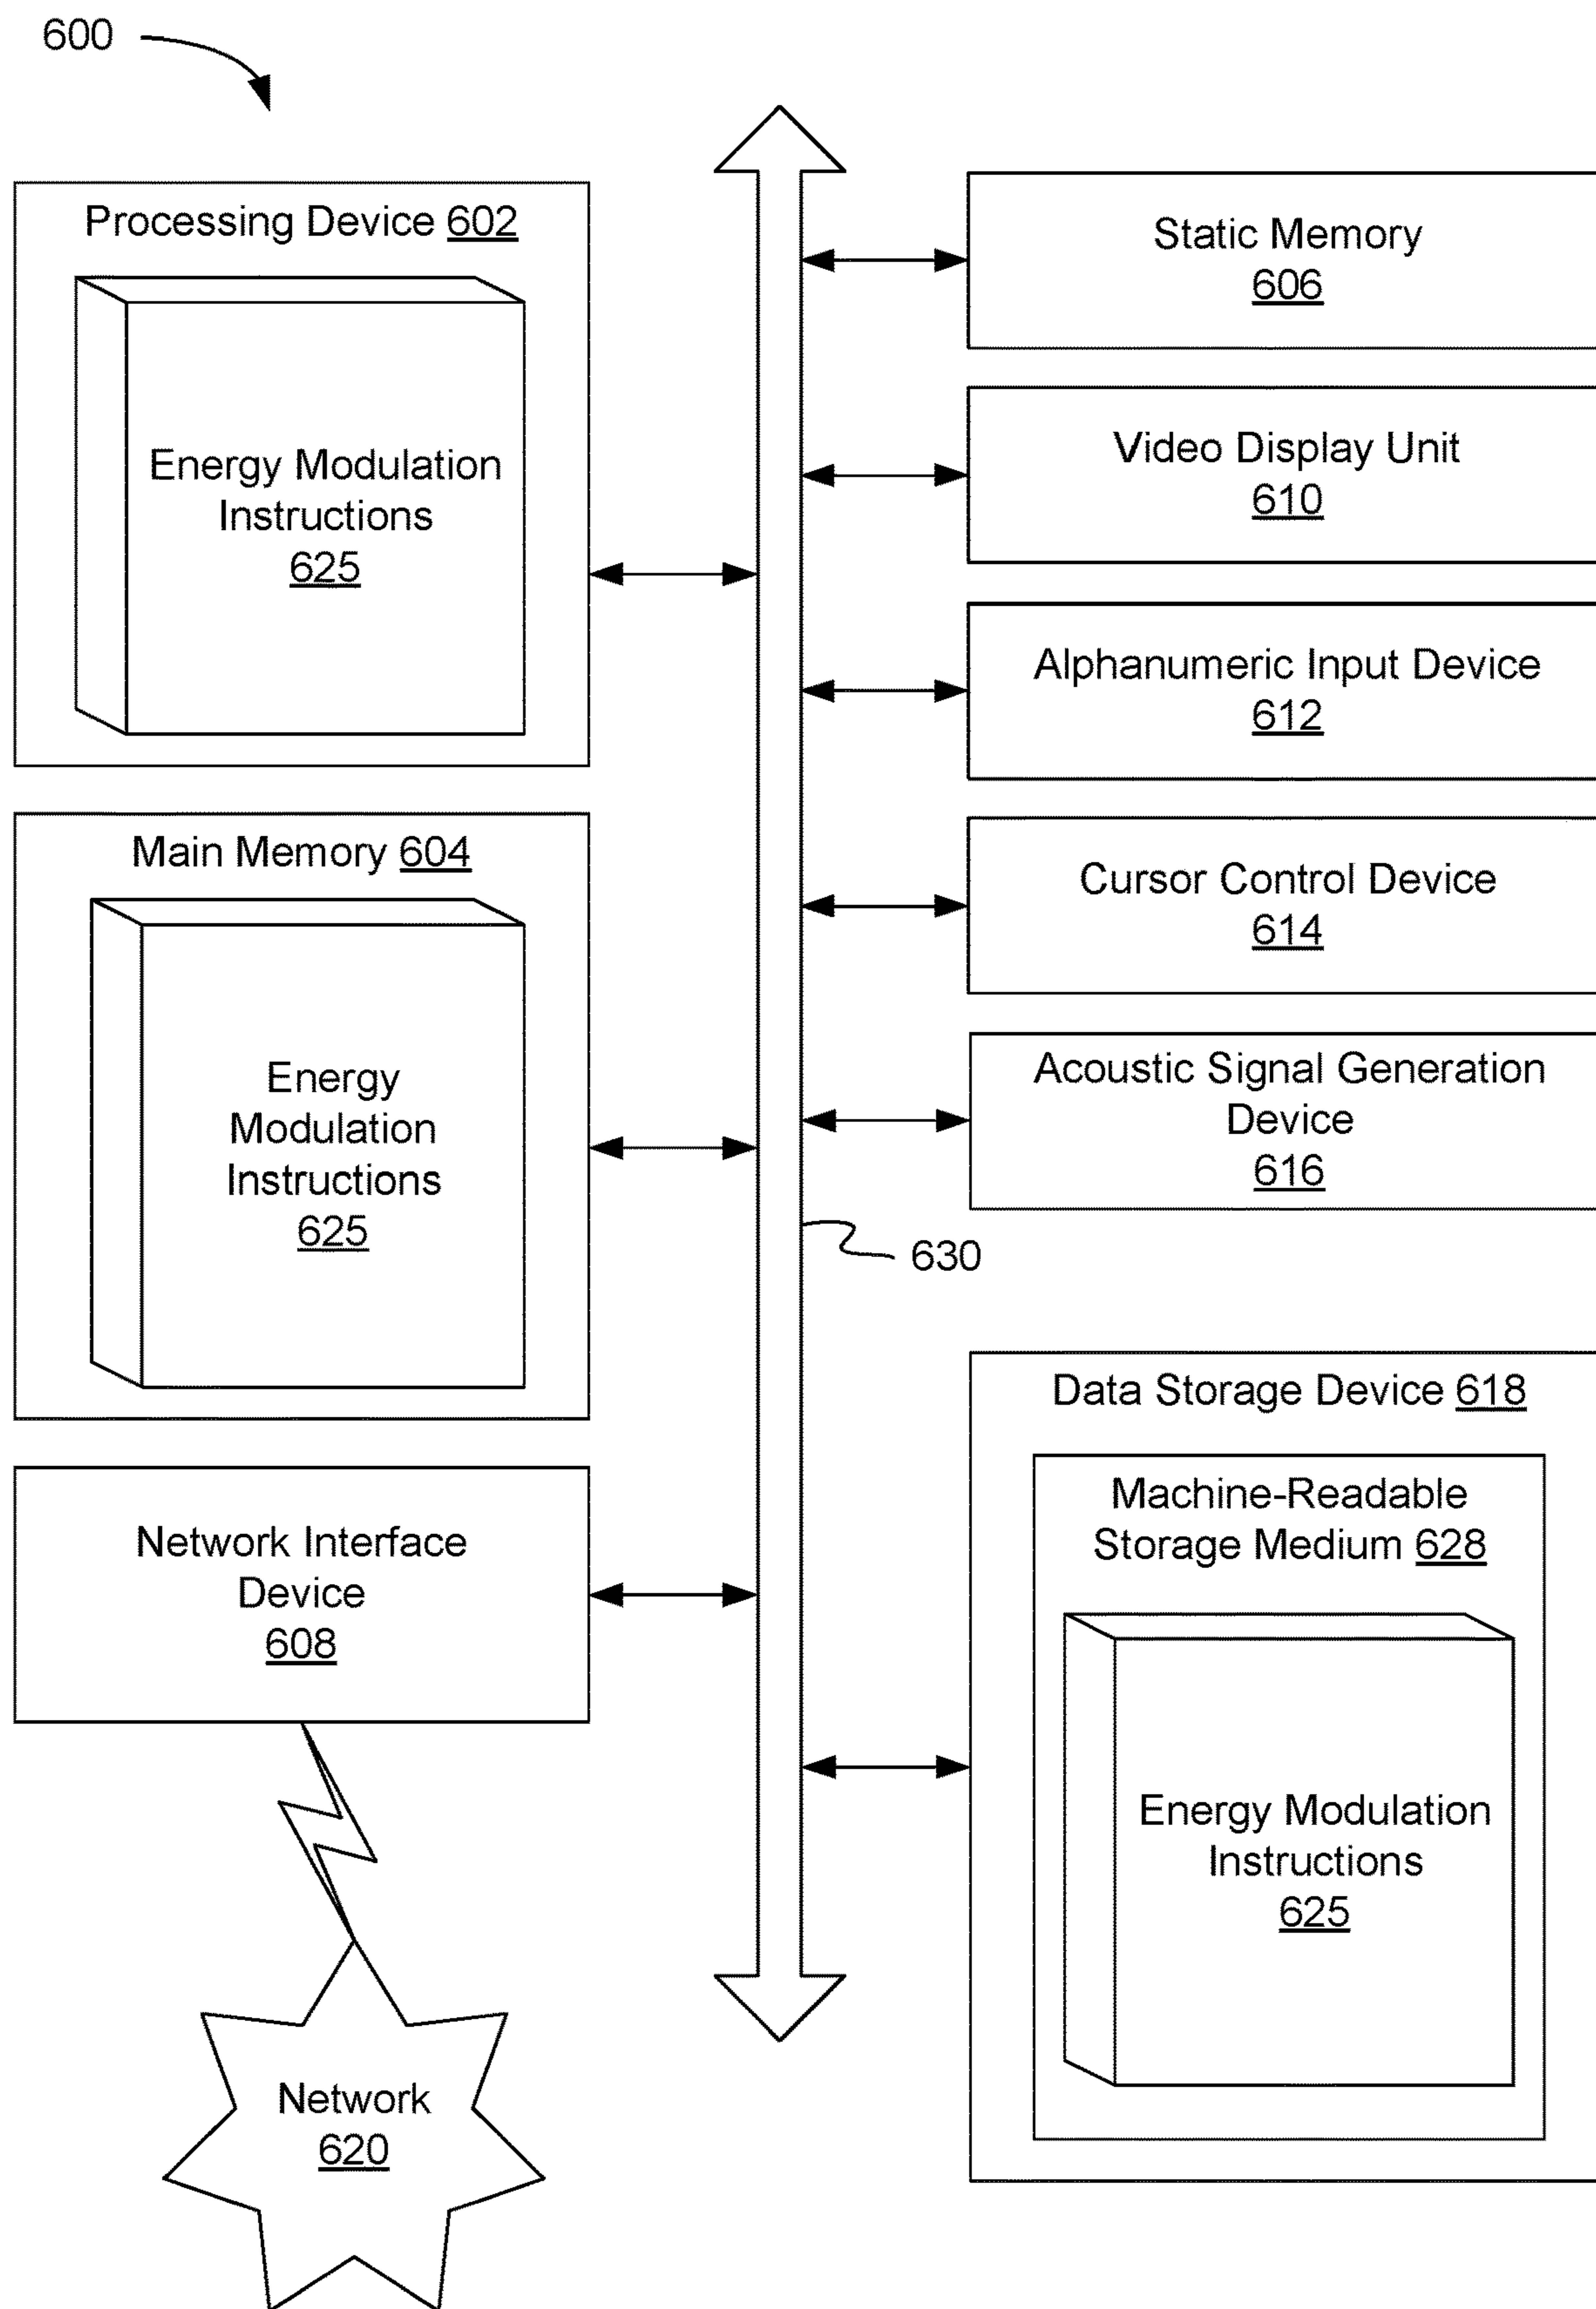 600
Processing Device 602
Energy Modulation
Instructions
625
Main Memory 604
Energy
Modulation
Instructions
625
Network Interface
Device
608
Network
620
Static Memory
606
Video Display Unit
610
Alphanumeric Input Device
612
Cursor Control Device
614
Acoustic Signal Generation
Device
616
630
Data Storage Device 618
Machine-Readable
Storage Medium 628
Energy Modulation
Instructions
625